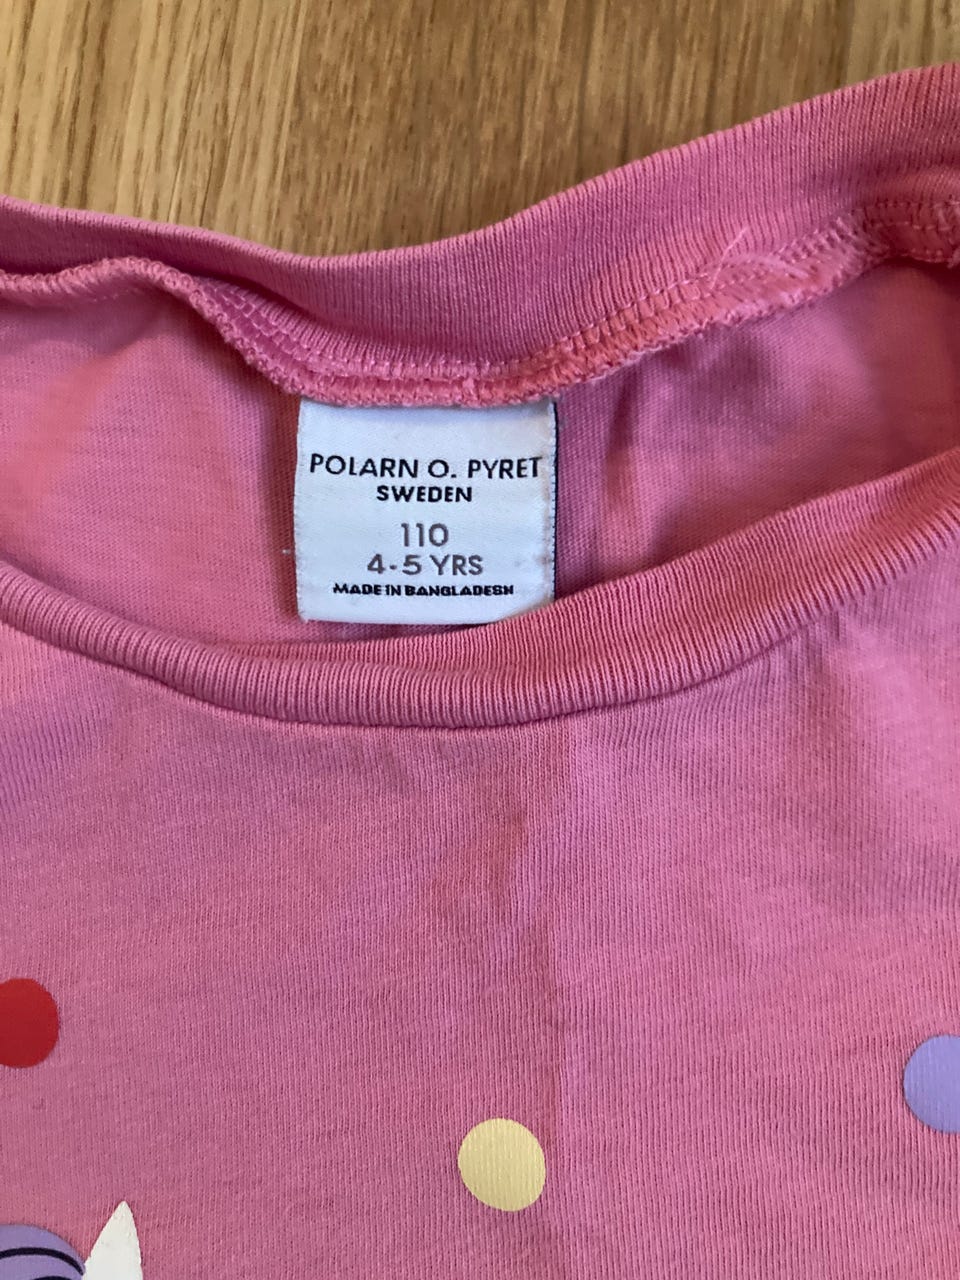 POLARN O. PYRET
SWEDEN
110
4-5 YRS
MADE IN BANGLADESH